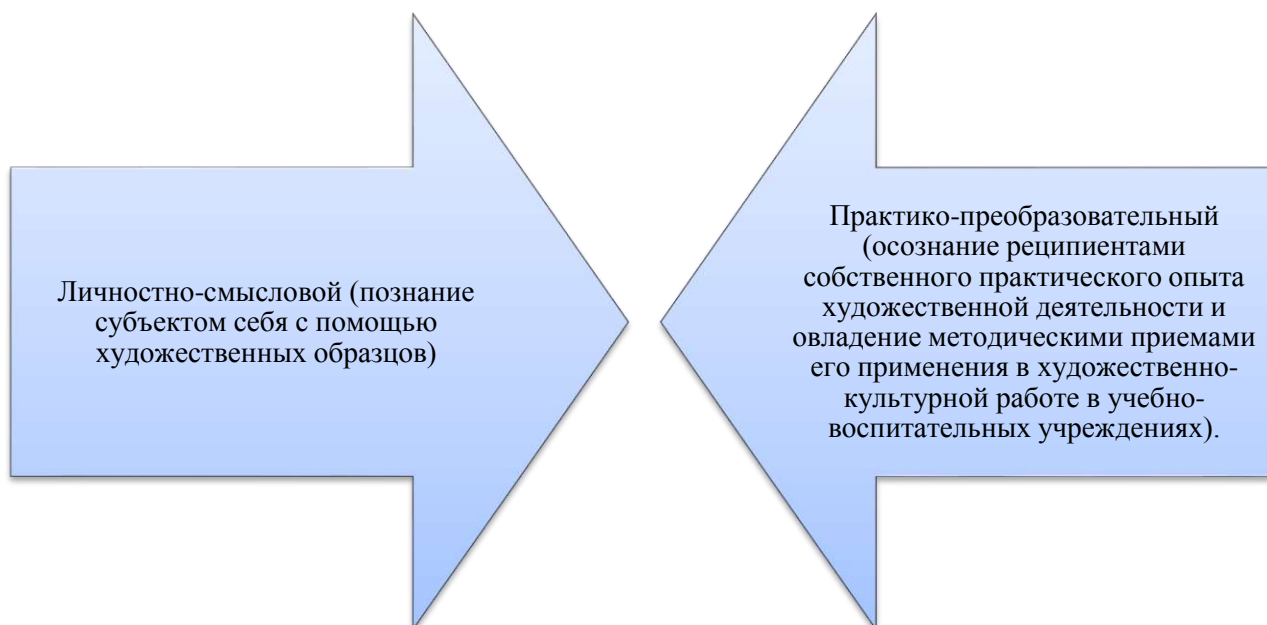 Личностно-смысловой (познание
субъектом себя с помощью
художественных образцов)
Практико-преобразовательный
(осознание реципиентами
собственного практического опыта
художественной деятельности и
овладение методическими приемами
его применения в художественно-
культурной работе в учебно-
воспитательных учреждениях).